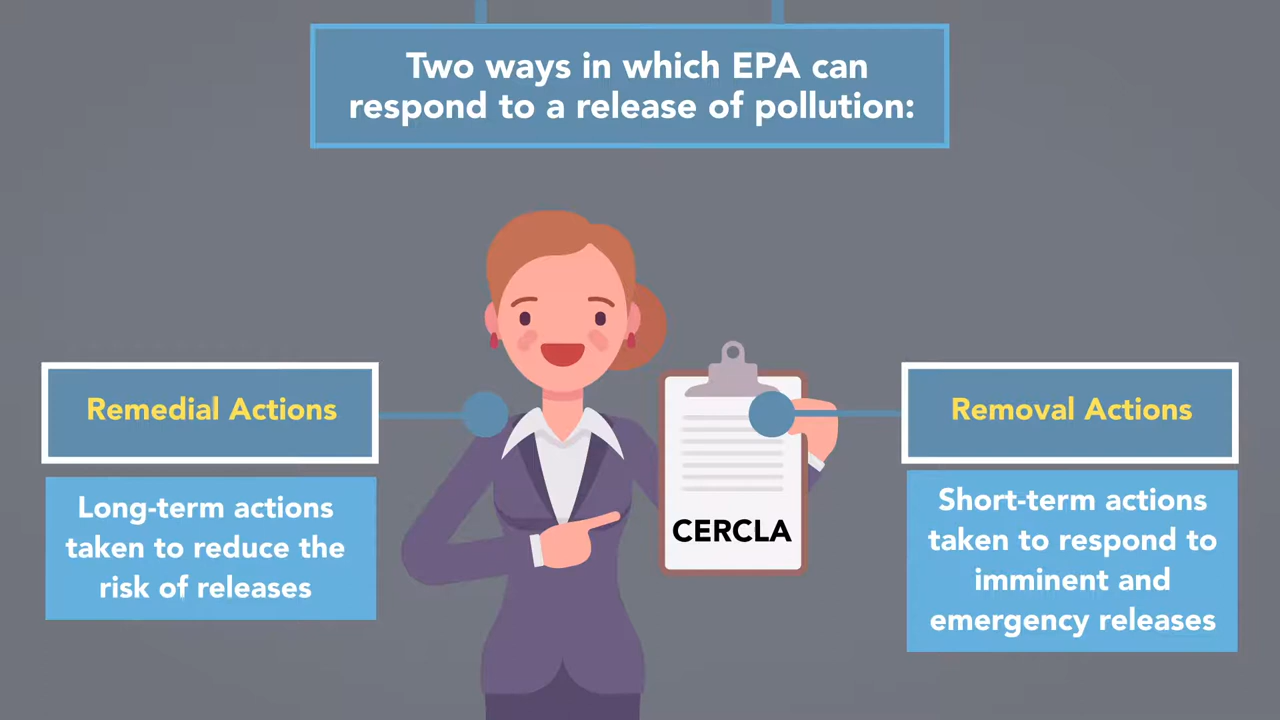 Two ways in which EPA can
respond to a release of pollution:
Remedial Actions
Long-term actions
taken to reduce the
risk of releases
CERCLA
Removal Actions
Short-term actions
taken to respond to
imminent and
emergency releases